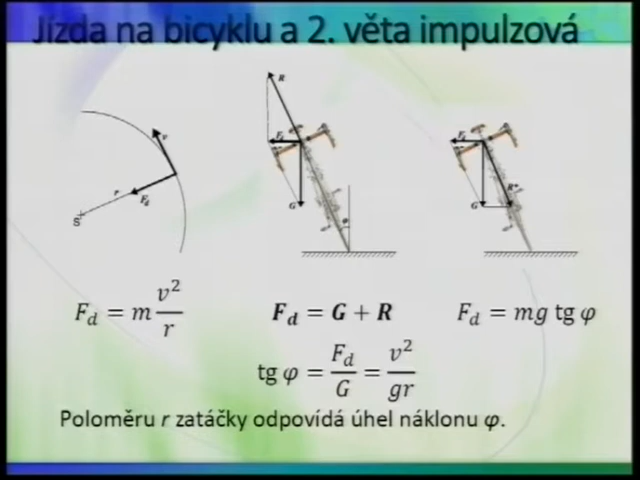 Jízda na bicyklu a 2. věta impulzová
v
r
F_d
S
R
F_d
G
φ
F_d
G
R*
F_d = m v²/r
F_d = G + R
F_d = mg tg φ
tg φ = F_d/G = v²/gr
Poloměru r zatáčky odpovídá úhel náklonu φ.